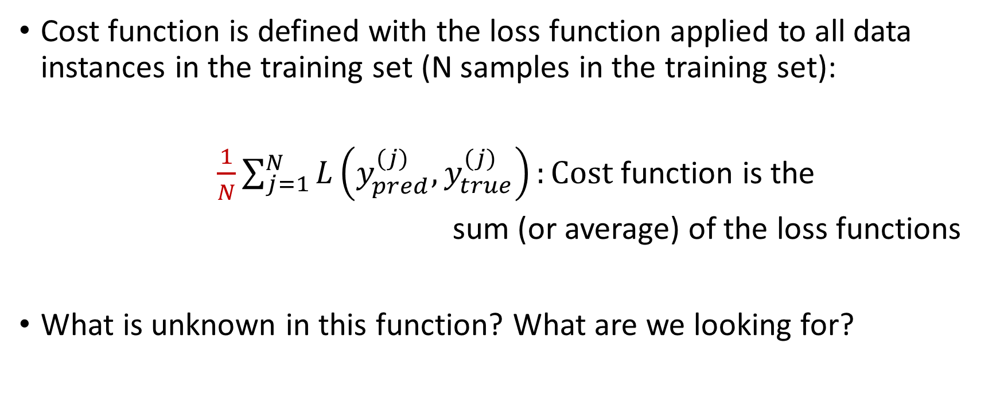 • Cost function is defined with the loss function applied to all data
instances in the training set (N samples in the training set):
$\frac{1}{N} \sum_{j=1}^{N} L \left( y_{pred}^{(j)}, y_{true}^{(j)} \right)$ : Cost function is the
sum (or average) of the loss functions
• What is unknown in this function? What are we looking for?